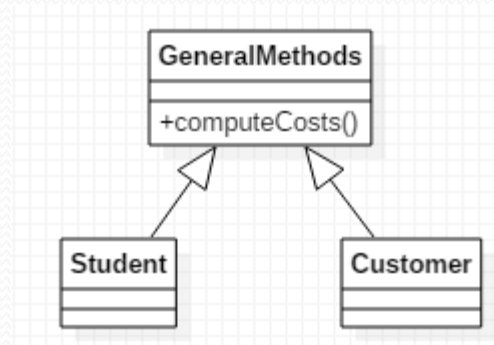 GeneralMethods
+computeCosts()
Student
Customer